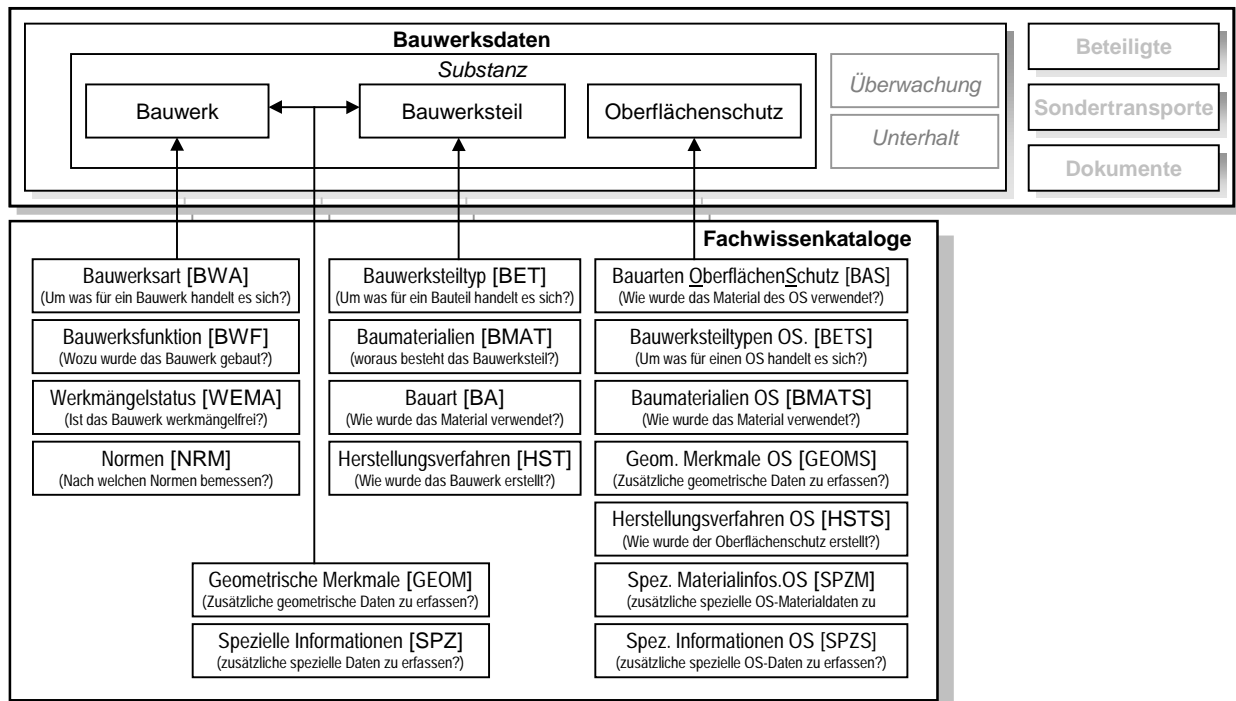 Bauwerksdaten
Substanz
Bauwerk
Bauwerksteil
Oberflächenschutz
Überwachung
Unterhalt
Beteiligte
Sondertransporte
Dokumente
Fachwissenkataloge
Bauwerksart [BWA]
(Um was für ein Bauwerk handelt es sich?)
Bauwerksfunktion [BWF]
(Wozu wurde das Bauwerk gebaut?)
Werkmängelstatus [WEMA]
(Ist das Bauwerk werkmängelfrei?)
Normen [NRM]
(Nach welchen Normen bemessen?)
Bauwerksteiltyp [BET]
(Um was für ein Bauteil handelt es sich?)
Baumaterialien [BMAT]
(woraus besteht das Bauwerksteil?)
Bauart [BA]
(Wie wurde das Material verwendet?)
Herstellungsverfahren [HST]
(Wie wurde das Bauwerk erstellt?)
Geometrische Merkmale [GEOM]
(Zusätzliche geometrische Daten zu erfassen?)
Spezielle Informationen [SPZ]
(zusätzliche spezielle Daten zu erfassen?)
Bauarten OberflächenSchutz [BAS]
(Wie wurde das Material des OS verwendet?)
Bauwerksteiltypen OS. [BETS]
(Um was für einen OS handelt es sich?)
Baumaterialien OS [BMATS]
(Wie wurde das Material verwendet?)
Geom. Merkmale OS [GEOMS]
(Zusätzliche geometrische Daten zu erfassen?)
Herstellungsverfahren OS [HSTS]
(Wie wurde der Oberflächenschutz erstellt?)
Spez. Materialinfos.OS [SPZM]
(zusätzliche spezielle OS-Materialdaten zu
Spez. Informationen OS [SPZS]
(zusätzliche spezielle OS-Daten zu erfassen?)